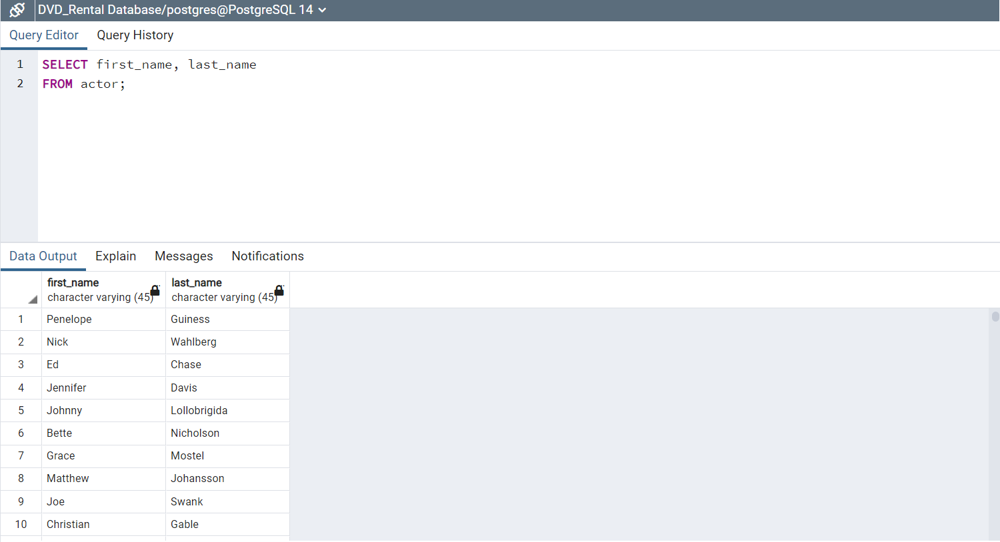 DVD_Rental Database/postgres@PostgreSQL 14
Query Editor Query History
1 SELECT first_name, last_name
2 FROM actor;
Data Output Explain Messages Notifications
first_name last_name
character varying (45) character varying (45)
1 Penelope Guiness
2 Nick Wahlberg
3 Ed Chase
4 Jennifer Davis
5 Johnny Lollobrigida
6 Bette Nicholson
7 Grace Mostel
8 Matthew Johansson
9 Joe Swank
10 Christian Gable